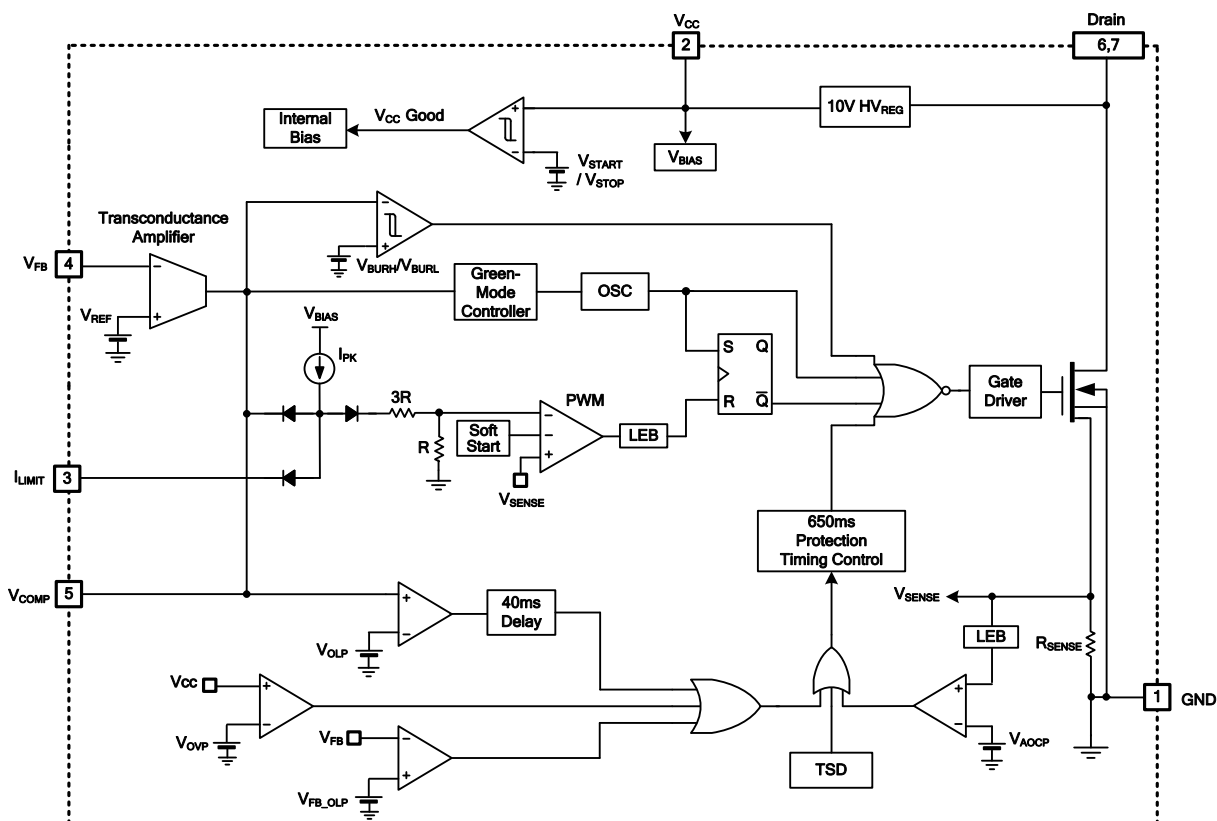 VCC
2
Drain
6,7
10V HVREG
VCC Good
Internal
Bias
+
−
VSTART
/ VSTOP
VBIAS
Transconductance
Amplifier
VFB
4
−
+
VREF
−
+
VBURH/VBURL
Green-
Mode
Controller
OSC
VBIAS
IPK
S Q
R Q̅
Gate
Driver
3R
R
PWM
Soft
Start
−
−
+
LEB
VSENSE
ILIMIT
3
650ms
Protection
Timing Control
VCOMP
5
+
−
VOLP
40ms
Delay
VSENSE
LEB
RSENSE
Vcc
+
−
VOVP
VFB
−
+
VFB_OLP
TSD
+
−
VAOCP
1
GND